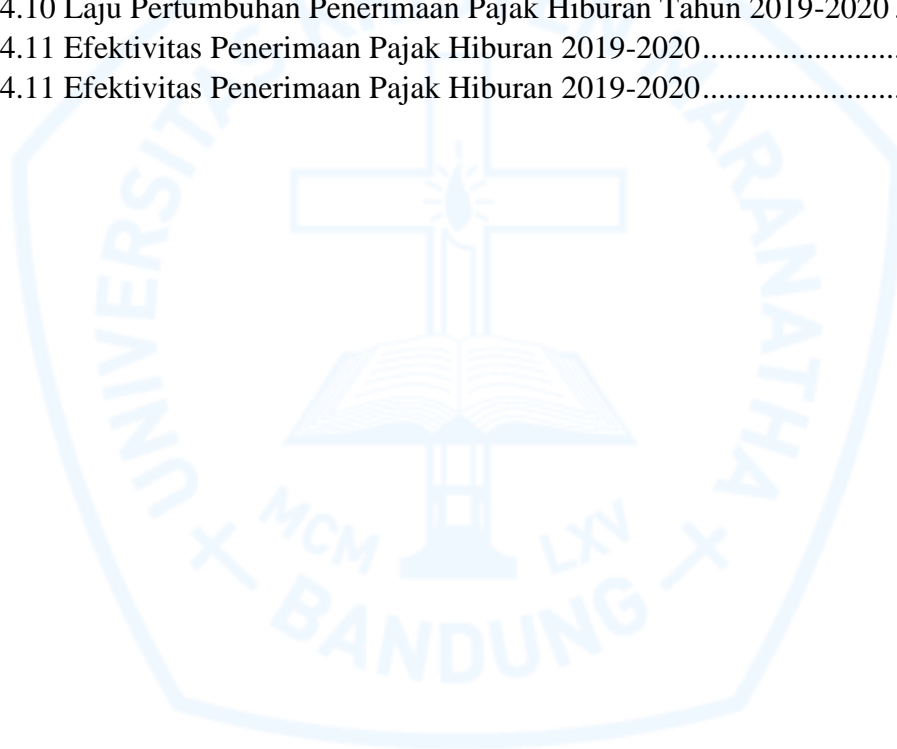 4.10 Laju Pertumbuhan Penerimaan Pajak Hiburan Tahun 2019-2020 .
4.11 Efektivitas Penerimaan Pajak Hiburan 2019-2020.........................
4.11 Efektivitas Penerimaan Pajak Hiburan 2019-2020.........................
UNIVERSITAS K MARANATHA
MCM LXV
BANDUNG